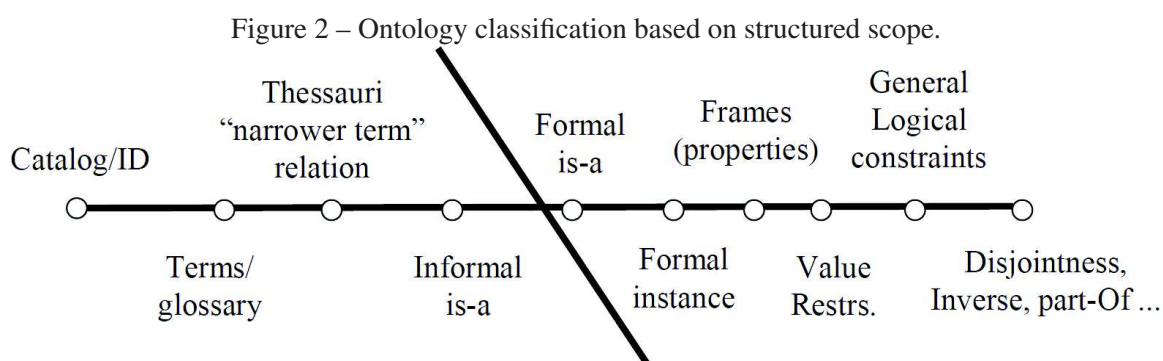 Figure 2 – Ontology classification based on structured scope.
Catalog/ID
Terms/
glossary
Thessauri
“narrower term”
relation
Informal
is-a
Formal
is-a
Formal
instance
Frames
(properties)
Value
Restrs.
General
Logical
constraints
Disjointness,
Inverse, part-Of ...